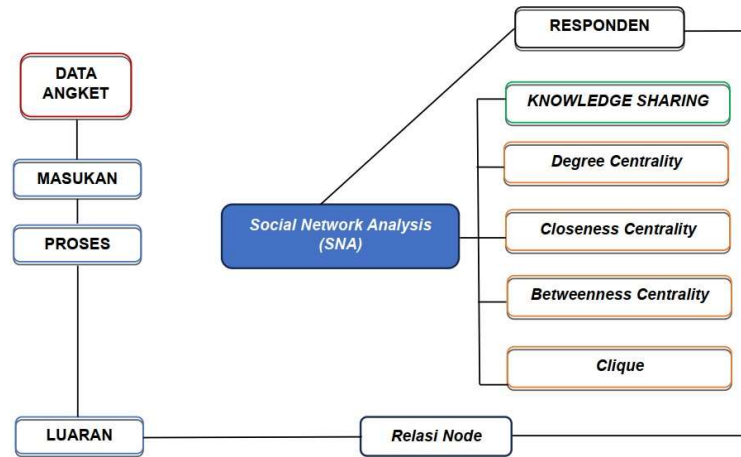 RESPONDEN
DATA
ANGKET
KNOWLEDGE SHARING
Degree Centrality
MASUKAN
Social Network Analysis
(SNA)
PROSES
Closeness Centrality
Betweenness Centrality
Clique
LUARAN
Relasi Node